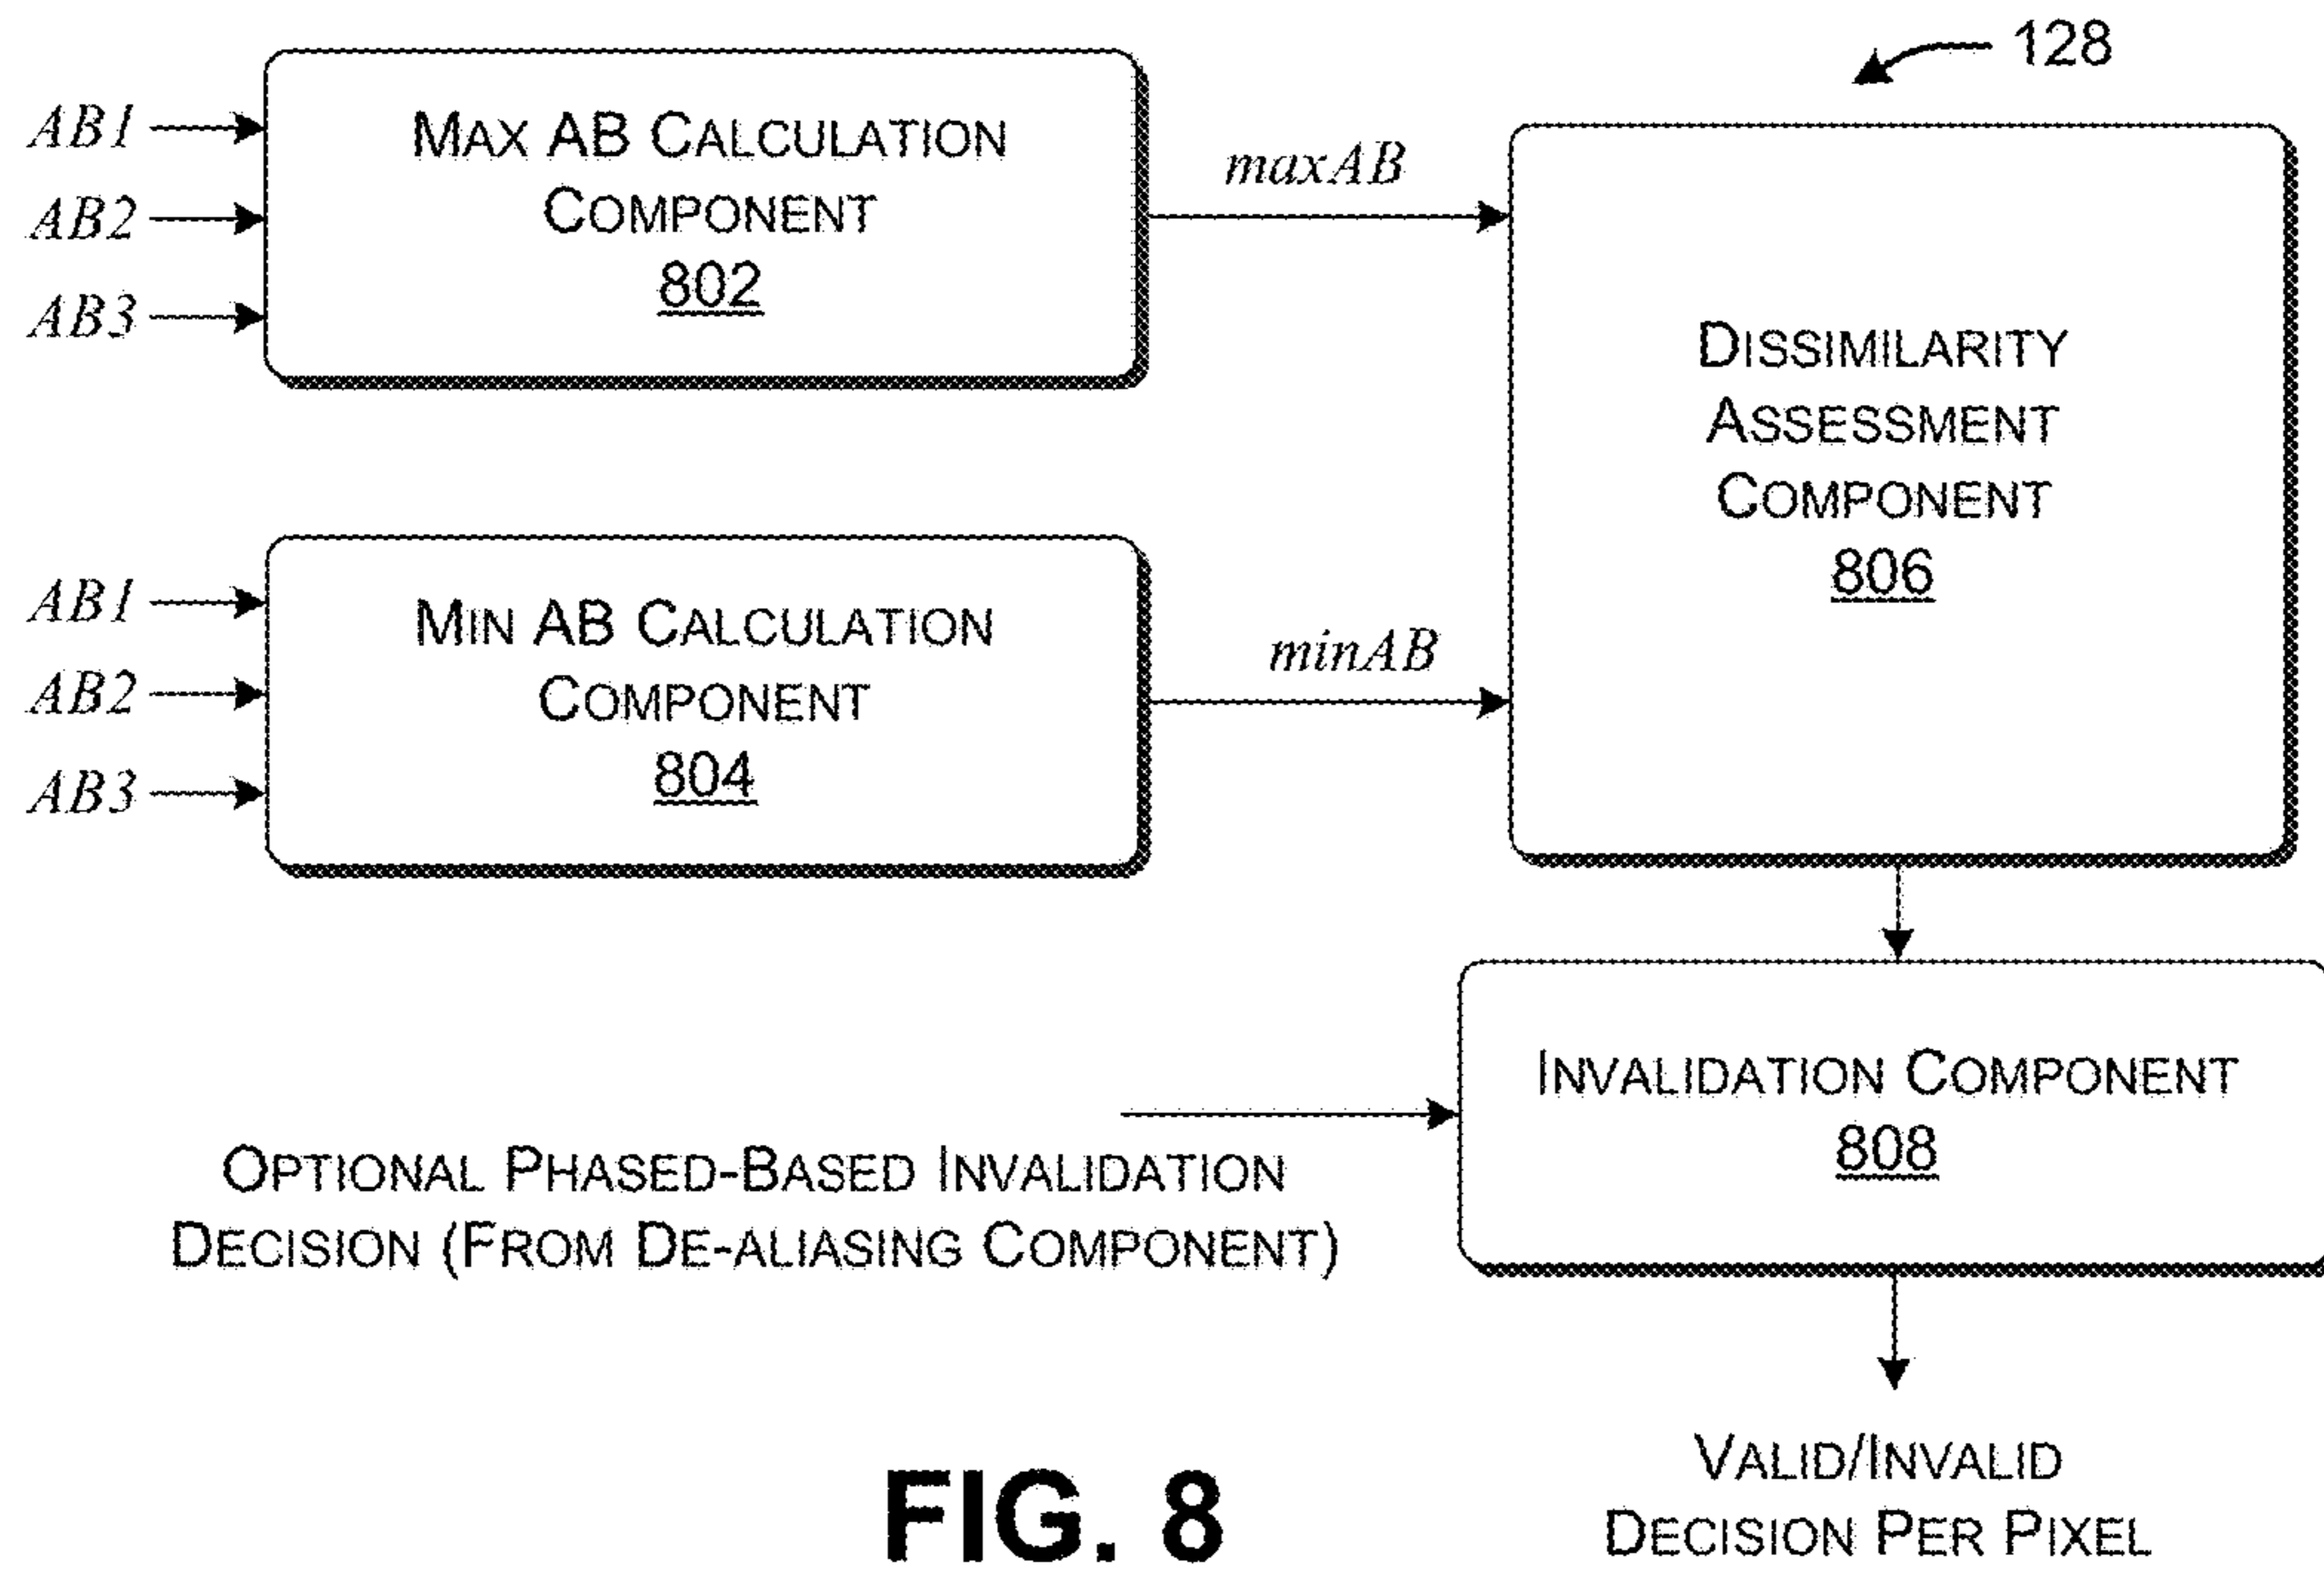 128
AB1
AB2
AB3
MAX AB CALCULATION
COMPONENT
802
maxAB
DISSIMILARITY
ASSESSMENT
COMPONENT
806
AB1
AB2
AB3
MIN AB CALCULATION
COMPONENT
804
minAB
INVALIDATION COMPONENT
808
OPTIONAL PHASED-BASED INVALIDATION
DECISION (FROM DE-ALIASING COMPONENT)
VALID/INVALID
DECISION PER PIXEL
FIG. 8